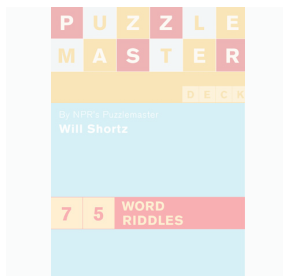 PUZZLE
MASTER
DECK
By NPR's Puzzlemaster
Will Shortz
75 WORD
RIDDLES